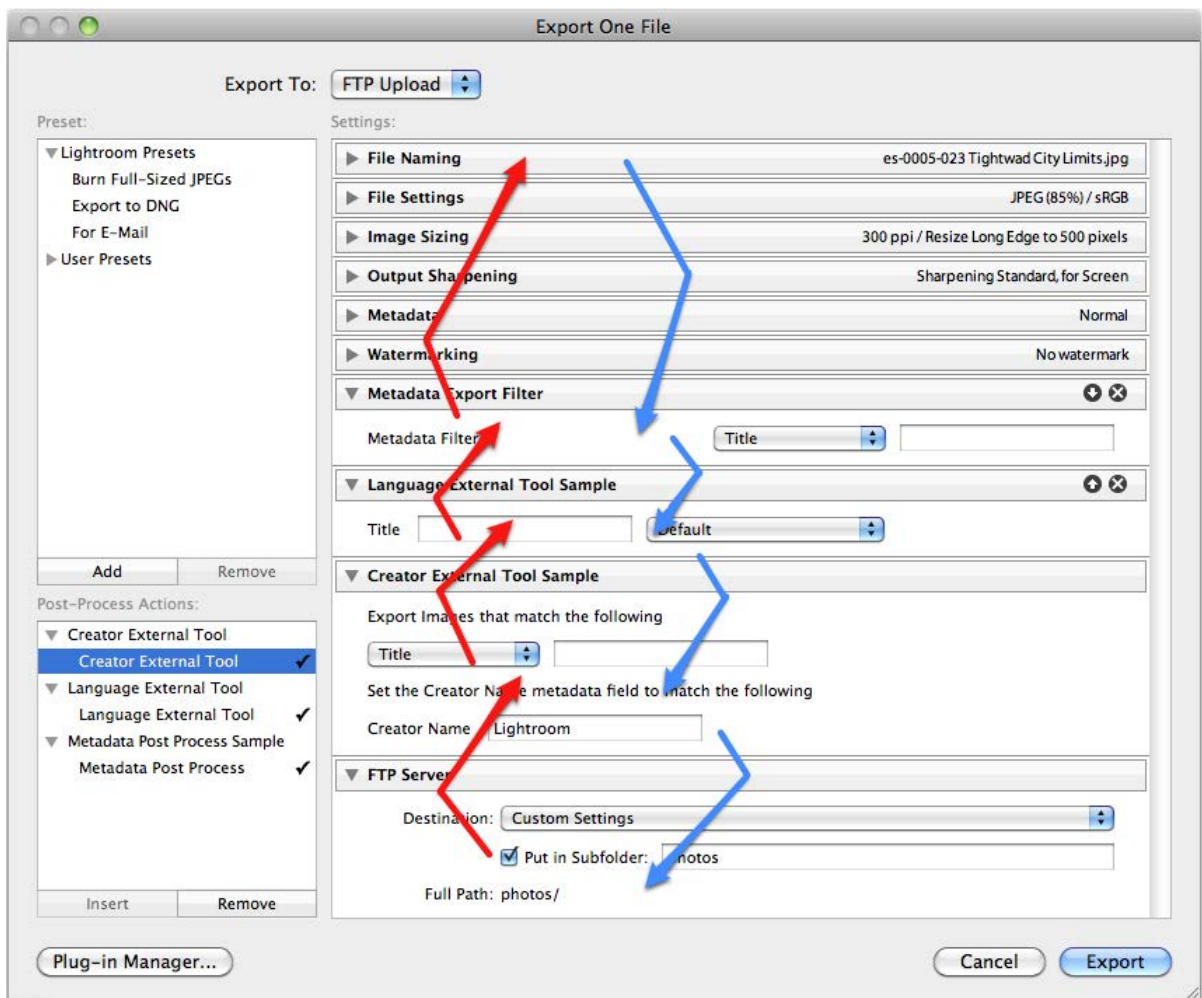 Export One File
Export To: FTP Upload
Preset:
Lightroom Presets
Burn Full-Sized JPEGs
Export to DNG
For E-Mail
User Presets
Add Remove
Post-Process Actions:
Creator External Tool
Creator External Tool
Language External Tool
Language External Tool
Metadata Post Process Sample
Metadata Post Process
Insert Remove
Settings:
File Naming es-0005-023 Tightwad City Limits.jpg
File Settings JPEG (85%) / sRGB
Image Sizing 300 ppi / Resize Long Edge to 500 pixels
Output Sharpening Sharpening Standard, for Screen
Metadata Normal
Watermarking No watermark
Metadata Export Filter
Metadata Filter Title
Language External Tool Sample
Title Default
Creator External Tool Sample
Export Images that match the following
Title
Set the Creator Name metadata field to match the following
Creator Name Lightroom
FTP Server
Destination: Custom Settings
Put in Subfolder: photos
Full Path: photos/
Plug-in Manager... Cancel Export